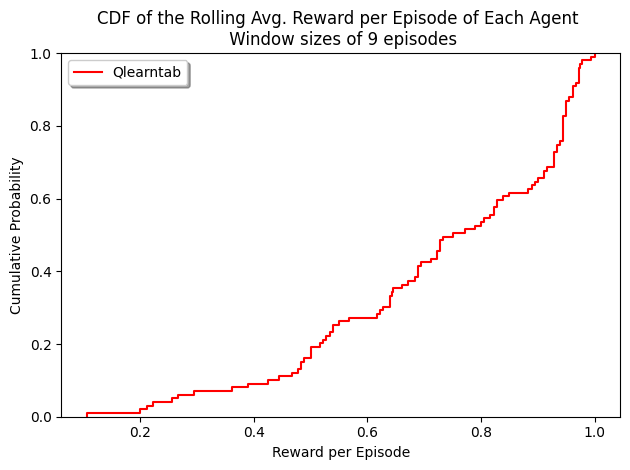 CDF of the Rolling Avg. Reward per Episode of Each Agent
Window sizes of 9 episodes
Qlearntab
1.0
0.8
0.6
0.4
0.2
0.0
Cumulative Probability
0.2 0.4 0.6 0.8 1.0
Reward per Episode